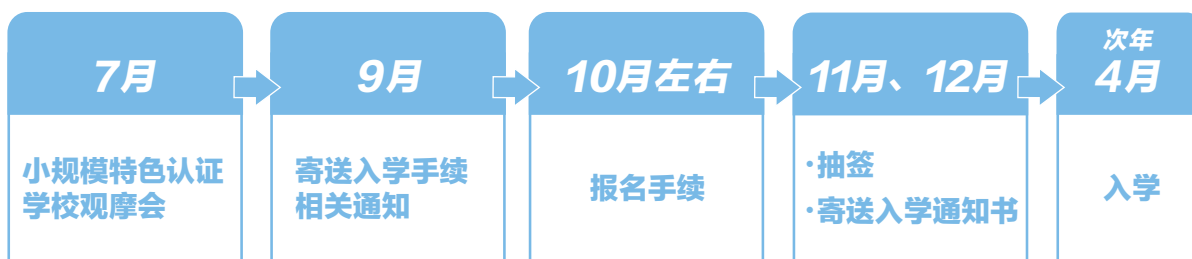 7月
小规模特色认证
学校观摩会
9月
寄送入学手续
相关通知
10月左右
报名手续
11月、12月
·抽签
·寄送入学通知书
次年
4月
入学